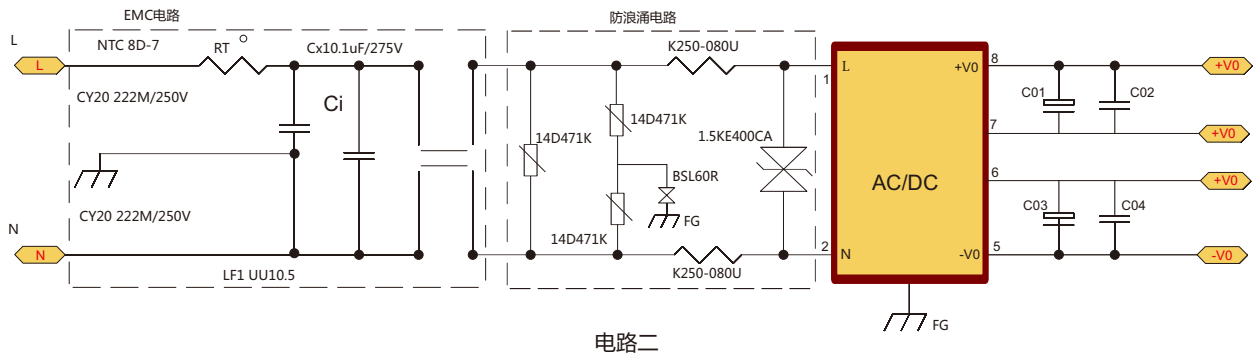 EMC电路
防浪涌电路
L
NTC 8D-7
RT
Cx10.1uF/275V
K250-080U
L
1
L
+V0
8
+V0
CY20 222M/250V
Ci
C01
C02
14D471K
14D471K
1.5KE400CA
7
+V0
AC/DC
BSL60R
6
+V0
CY20 222M/250V
FG
C03
C04
N
14D471K
N
2
N
-V0
5
-V0
LF1 UU10.5
K250-080U
FG
电路二